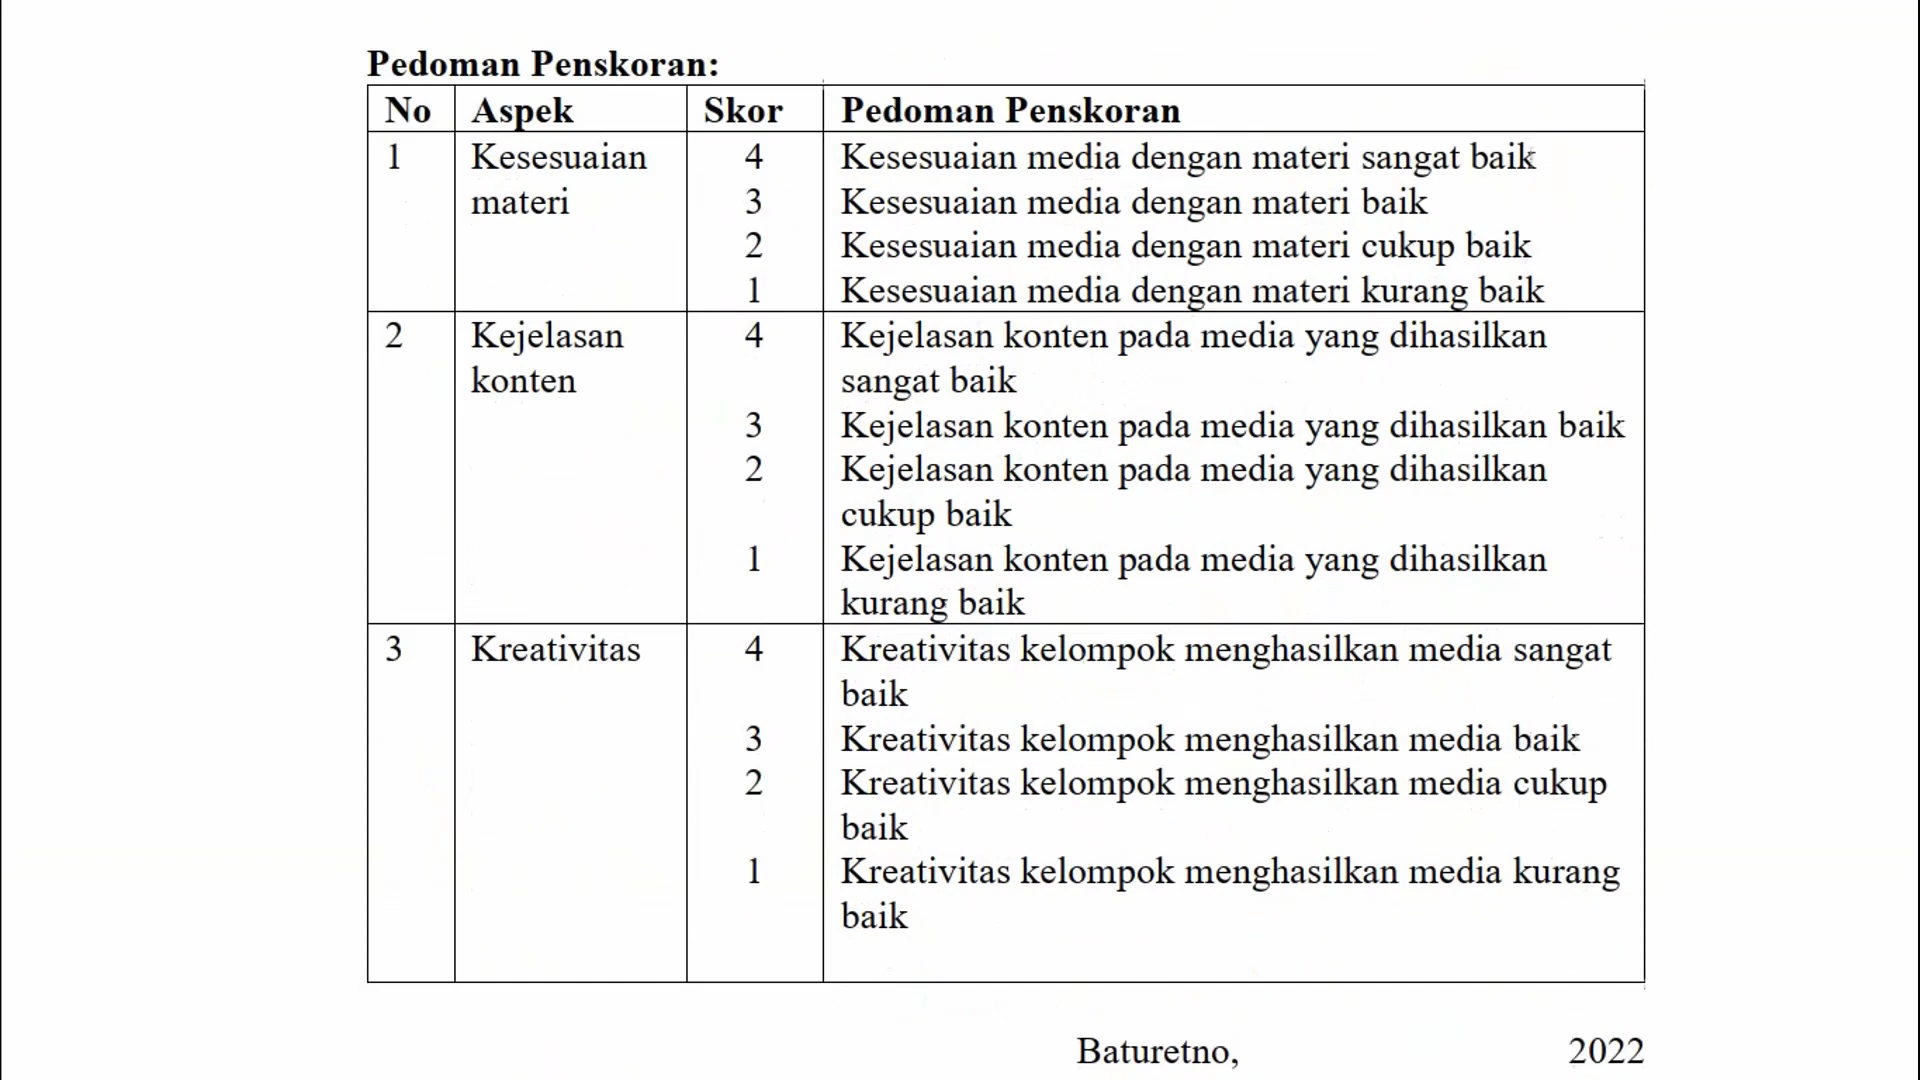 Pedoman Penskoran:
No Aspek Skor Pedoman Penskoran
1 Kesesuaian 4 Kesesuaian media dengan materi sangat baik
materi 3 Kesesuaian media dengan materi baik
2 Kesesuaian media dengan materi cukup baik
1 Kesesuaian media dengan materi kurang baik
2 Kejelasan 4 Kejelasan konten pada media yang dihasilkan
konten sangat baik
3 Kejelasan konten pada media yang dihasilkan baik
2 Kejelasan konten pada media yang dihasilkan
cukup baik
1 Kejelasan konten pada media yang dihasilkan
kurang baik
3 Kreativitas 4 Kreativitas kelompok menghasilkan media sangat
baik
3 Kreativitas kelompok menghasilkan media baik
2 Kreativitas kelompok menghasilkan media cukup
baik
1 Kreativitas kelompok menghasilkan media kurang
baik
Baturetno, 2022